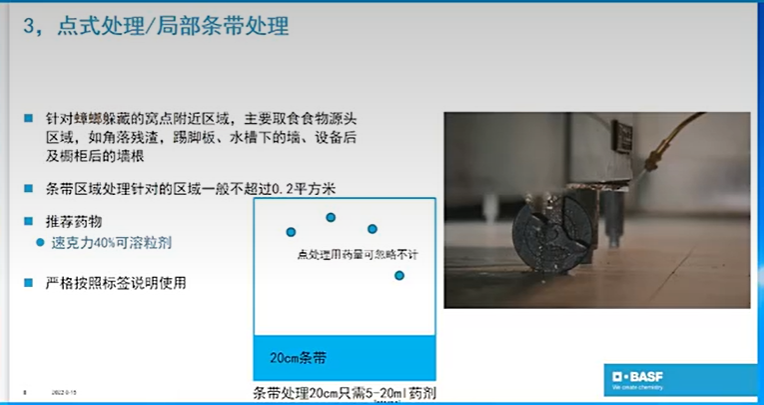 3，点式处理/局部条带处理
针对蟑螂躲藏的窝点附近区域，主要取食食物源头
区域，如角落残渣，踢脚板、水槽下的墙、设备后
及橱柜后的墙根
条带区域处理针对的区域一般不超过0.2平方米
推荐药物
速克力40%可溶粒剂
严格按照标签说明使用
点处理用药量可忽略不计
20cm条带
条带处理20cm只需5-20ml药剂
BASF
We create chemistry